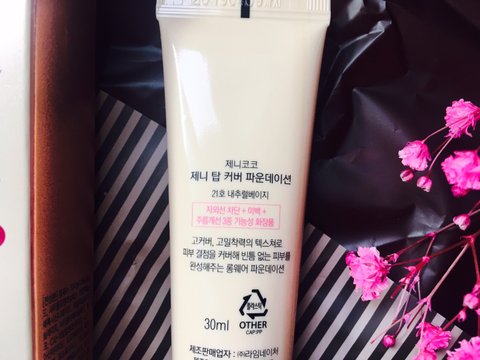 제니코코
제니 탑 커버 파운데이션
21호 내추럴베이지
자외선 차단 + 미백 +
주름개선 3중 기능성 화장품
고커버, 고밀착력의 텍스쳐로
피부 결점을 커버해 빈틈 없는 피부를
완성해주는 롱웨어 파운데이션
플라스틱
OTHER
CAP:PP
30ml
제조판매업자 : ㈜라임네이처